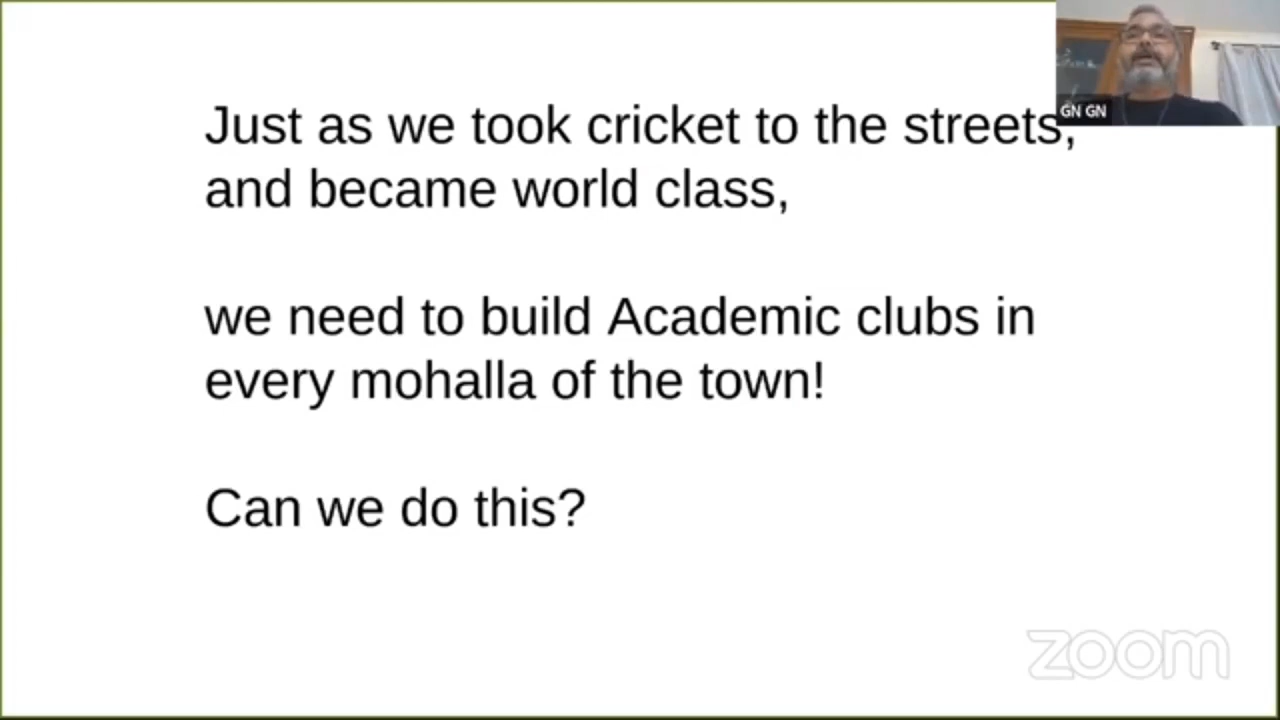 Just as we took cricket to the streets,
and became world class,
we need to build Academic clubs in
every mohalla of the town!
Can we do this?
GN GN
zoom